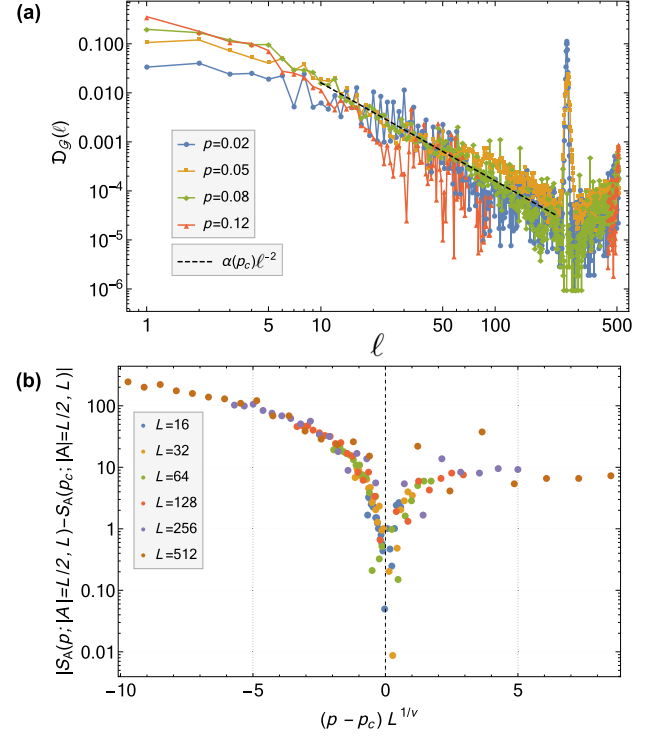 (a)
𝔇𝒢(ℓ)
0.100
0.010
0.001
10⁻⁴
10⁻⁵
10⁻⁶
p=0.02
p=0.05
p=0.08
p=0.12
α(p_c)ℓ⁻²
1 5 10 50 100 500
ℓ
(b)
|S_A(p; |A|=L/2, L)−S_A(p_c; |A|=L/2, L)|
100
10
1
0.10
0.01
L=16
L=32
L=64
L=128
L=256
L=512
−10 −5 0 5
(p − p_c) L^{1/ν}